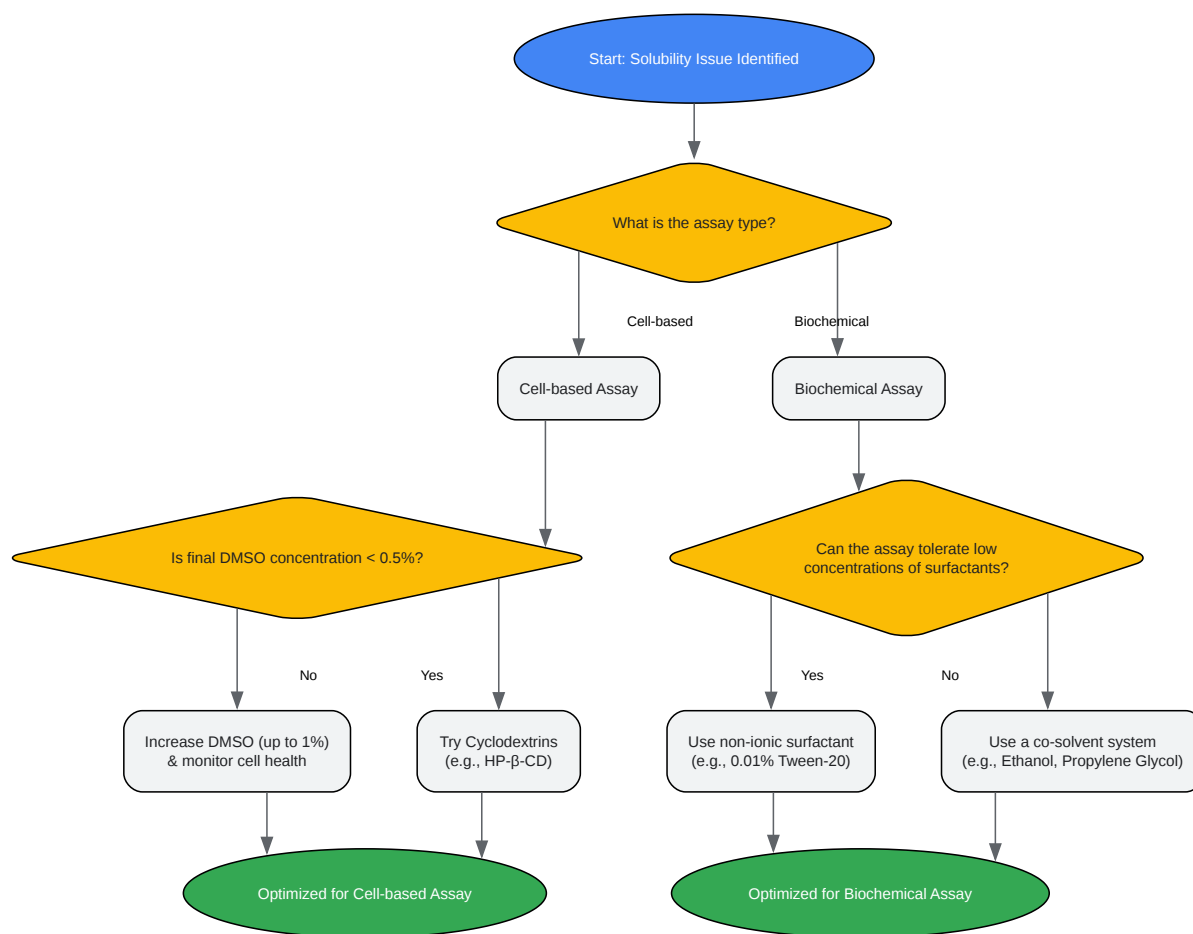 Start: Solubility Issue Identified
What is the assay type?
Cell-based
Biochemical
Cell-based Assay
Biochemical Assay
Is final DMSO concentration < 0.5%?
Can the assay tolerate low
concentrations of surfactants?
No
Yes
Yes
No
Increase DMSO (up to 1%)
& monitor cell health
Try Cyclodextrins
(e.g., HP-β-CD)
Use non-ionic surfactant
(e.g., 0.01% Tween-20)
Use a co-solvent system
(e.g., Ethanol, Propylene Glycol)
Optimized for Cell-based Assay
Optimized for Biochemical Assay